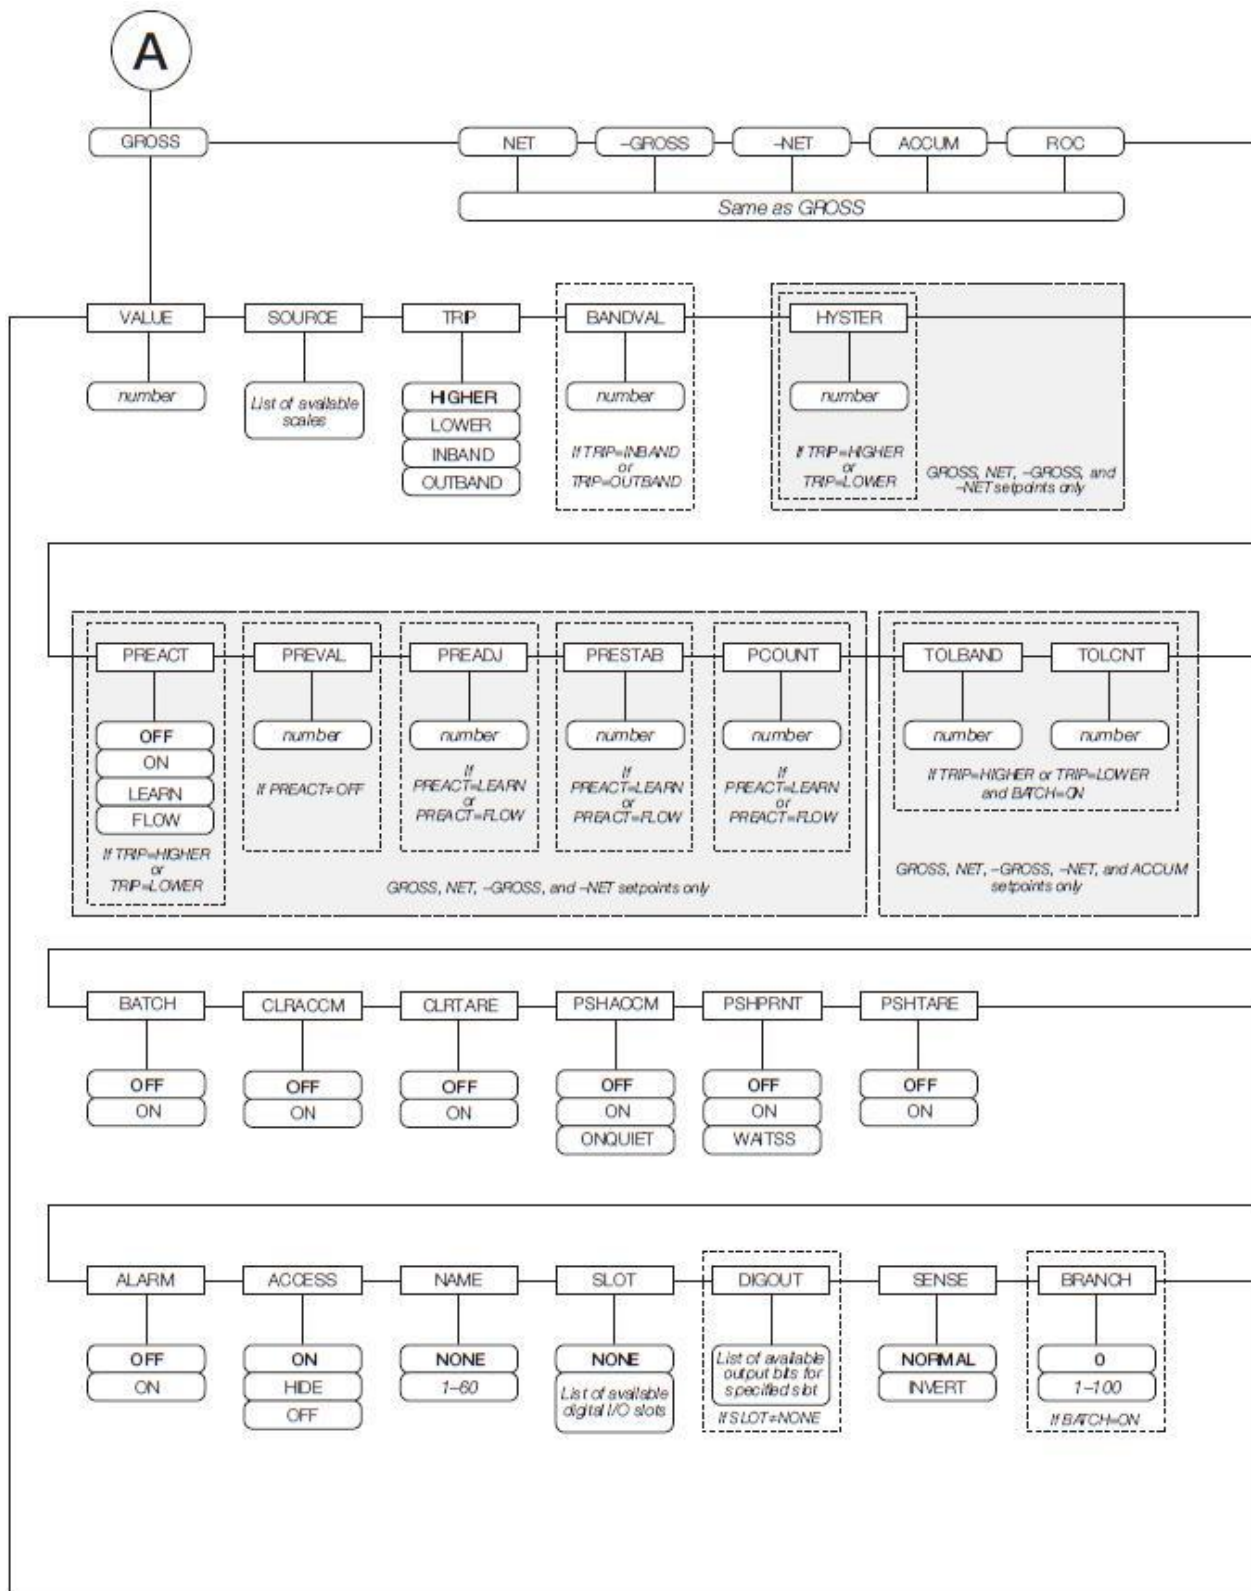 A
GROSS
NET
–GROSS
–NET
ACCUM
ROC
Same as GROSS
VALUE
SOURCE
TRIP
BANDVAL
HYSTER
number
List of available
scales
HIGHER
LOWER
INBAND
OUTBAND
number
If TRIP=INBAND
or
TRIP=OUTBAND
number
If TRIP=HIGHER
or
TRIP=LOWER
GROSS, NET, –GROSS, and
–NET setpoints only
PREACT
PREVAL
PREADJ
PRESTAB
PCOUNT
TOLBAND
TOLCNT
OFF
ON
LEARN
FLOW
If TRIP=HIGHER
or
TRIP=LOWER
number
If PREACT≠OFF
number
If
PREACT=LEARN
or
PREACT=FLOW
number
If
PREACT=LEARN
or
PREACT=FLOW
number
If
PREACT=LEARN
or
PREACT=FLOW
GROSS, NET, –GROSS, and –NET setpoints only
number
number
If TRIP=HIGHER or TRIP=LOWER
and BATCH=ON
GROSS, NET, –GROSS, –NET, and ACCUM
setpoints only
BATCH
CLRACCM
CLRTARE
PSHACCM
PSHPRNT
PSHTARE
OFF
ON
OFF
ON
OFF
ON
OFF
ON
ONQUIET
OFF
ON
WAITSS
OFF
ON
ALARM
ACCESS
NAME
SLOT
DIGOUT
SENSE
BRANCH
OFF
ON
ON
HIDE
OFF
NONE
1–60
NONE
List of available
digital I/O slots
List of available
output bits for
specified slot
If SLOT≠NONE
NORMAL
INVERT
0
1–100
If BATCH=ON